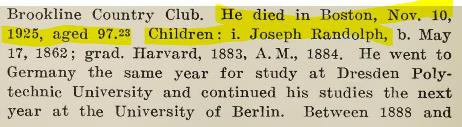 Brookline Country Club. He died in Boston, Nov. 10,
1925, aged 97.23 Children: i. Joseph Randolph, b. May
17, 1862; grad. Harvard, 1883, A. M., 1884. He went to
Germany the same year for study at Dresden Poly-
technic University and continued his studies the next
year at the University of Berlin. Between 1888 and